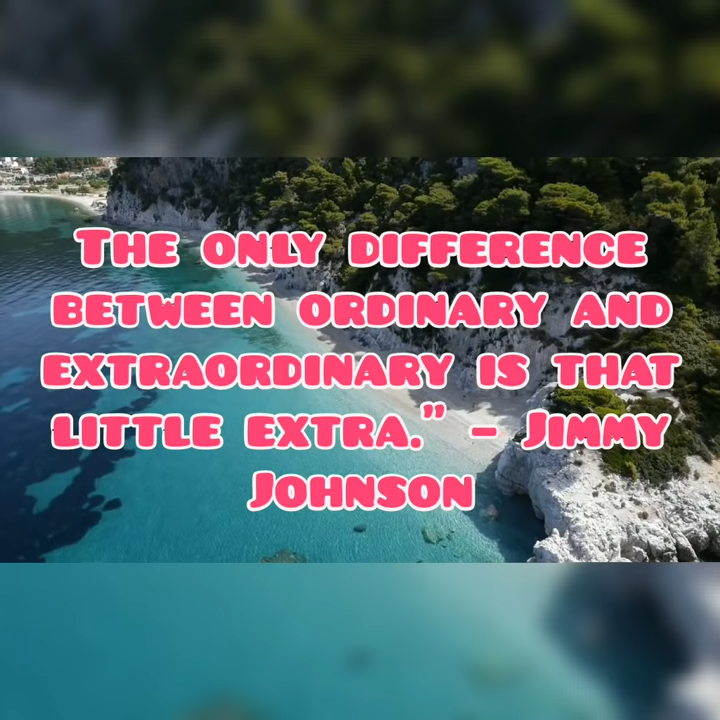 The only difference
between ordinary and
extraordinary is that
little extra.” – Jimmy
Johnson